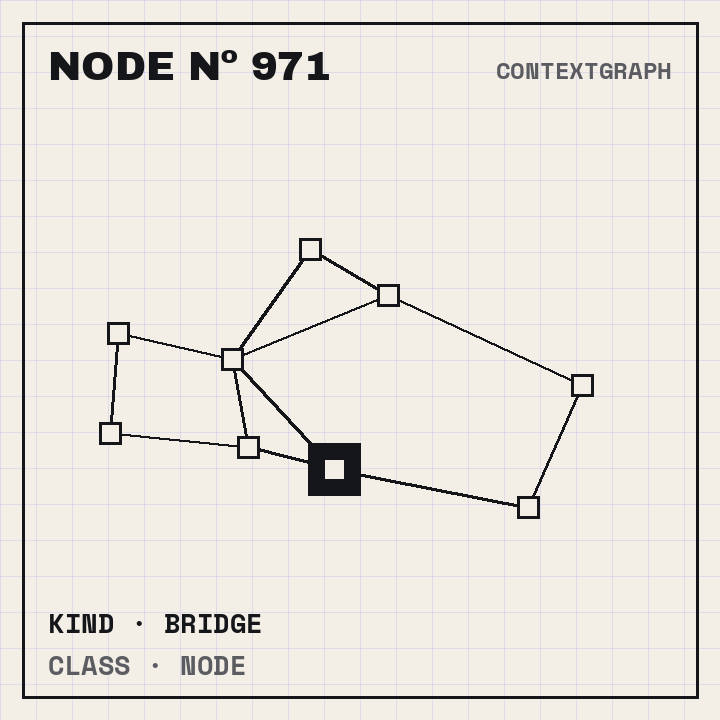 NODE Nº 971
CONTEXTGRAPH
KIND · BRIDGE
CLASS · NODE